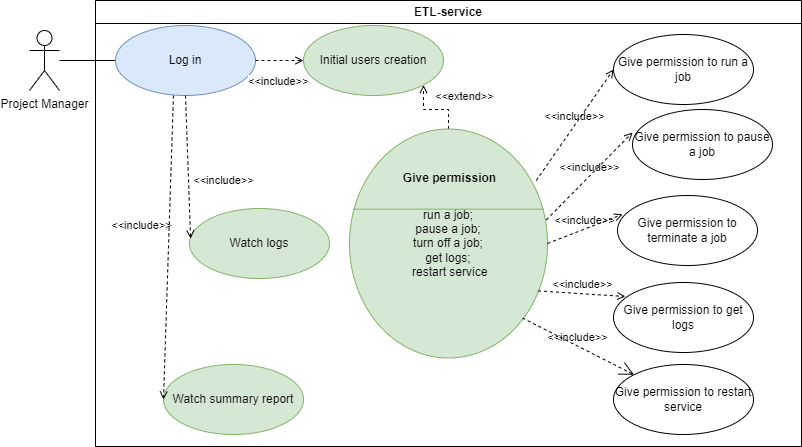 ETL-service
Project Manager
Log in
<<include>>
Initial users creation
<<extend>>
<<include>>
Watch logs
<<include>>
Watch summary report
Give permission
run a job;
pause a job;
turn off a job;
get logs;
restart service
<<include>>
Give permission to run a
job
<<include>>
Give permission to pause
a job
<<include>>
Give permission to
terminate a job
<<include>>
Give permission to get
logs
<<include>>
Give permission to restart
service